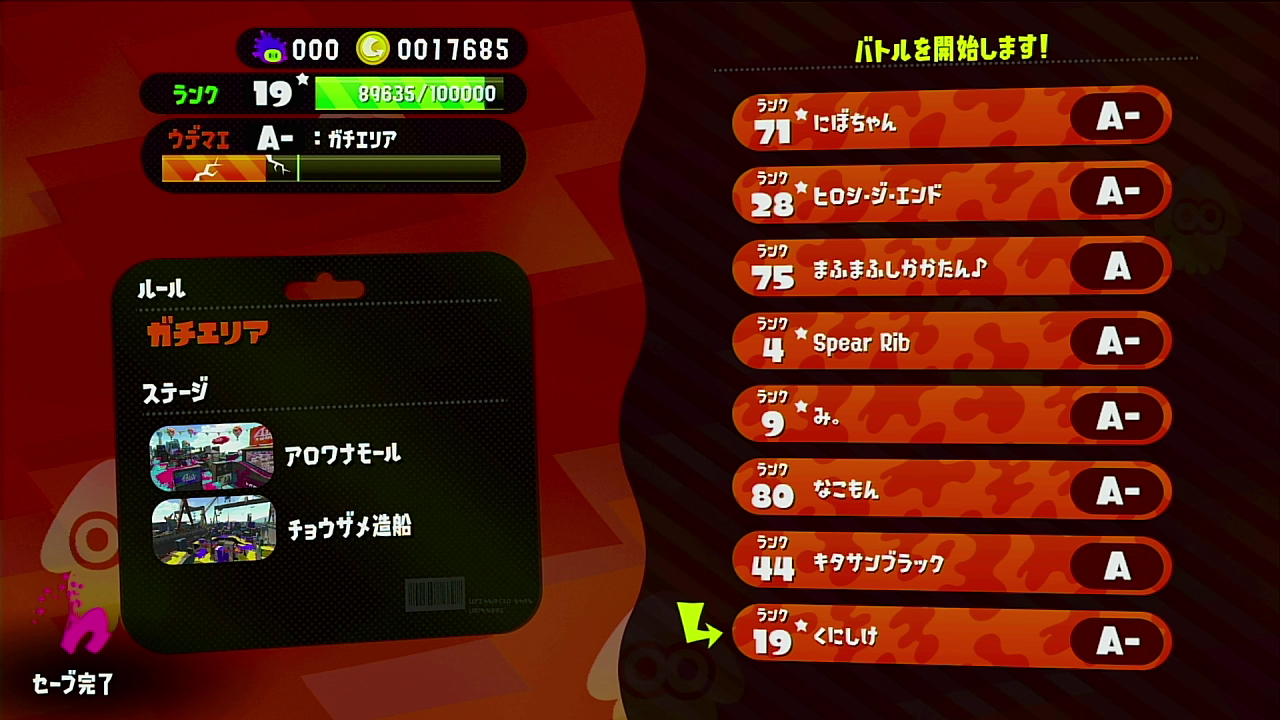 000 0017685
ランク 19★ 89635/100000
ウデマエ A- ：ガチエリア
ルール
ガチエリア
ステージ
アロワナモール
チョウザメ造船
セーブ完了
バトルを開始します!
ランク 71★ にぼちゃん A-
ランク 28★ ヒロシ・ジ・エンド A-
ランク 75 まふまふしかかたん♪ A
ランク 4★ Spear Rib A-
ランク 9★ み。 A-
ランク 80 なこもん A-
ランク 44 キタサンブラック A
ランク 19★ くにしけ A-